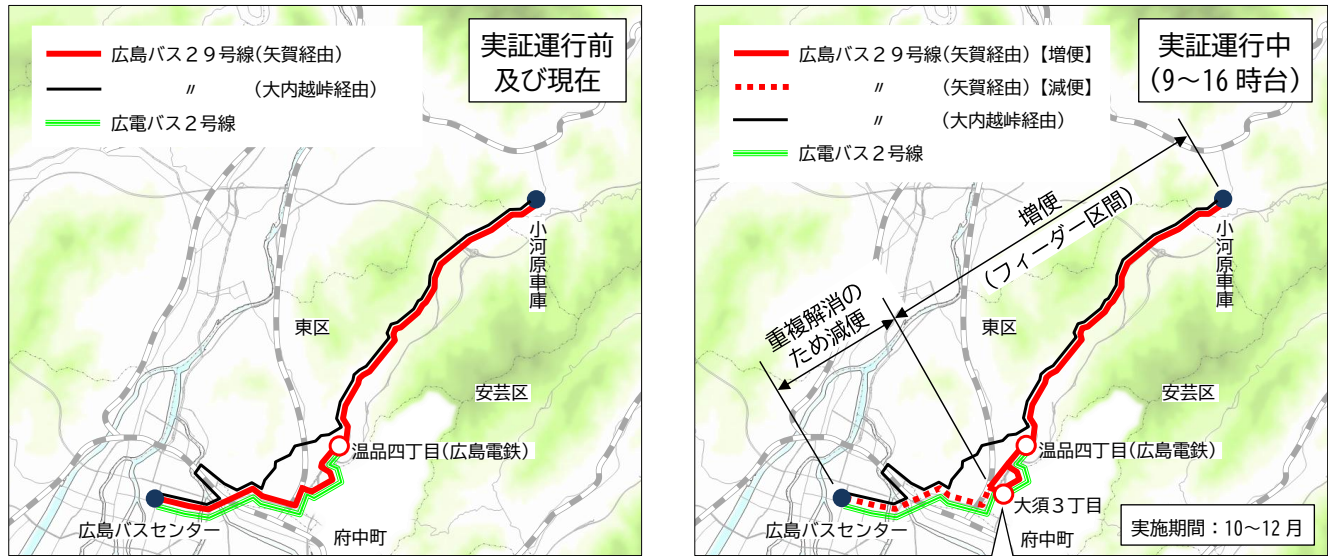 広島バス２９号線(矢賀経由)
〃　(大内越峠経由)
広電バス２号線
実証運行前
及び現在
小河原車庫
東区
安芸区
温品四丁目(広島電鉄)
広島バスセンター
府中町
広島バス２９号線(矢賀経由)【増便】
〃　(矢賀経由)【減便】
〃　(大内越峠経由)
広電バス２号線
実証運行中
(9～16 時台)
増便
(フィーダー区間)
重複解消の
ため減便
小河原車庫
東区
安芸区
温品四丁目(広島電鉄)
大須３丁目
広島バスセンター
府中町
実施期間：10～12 月